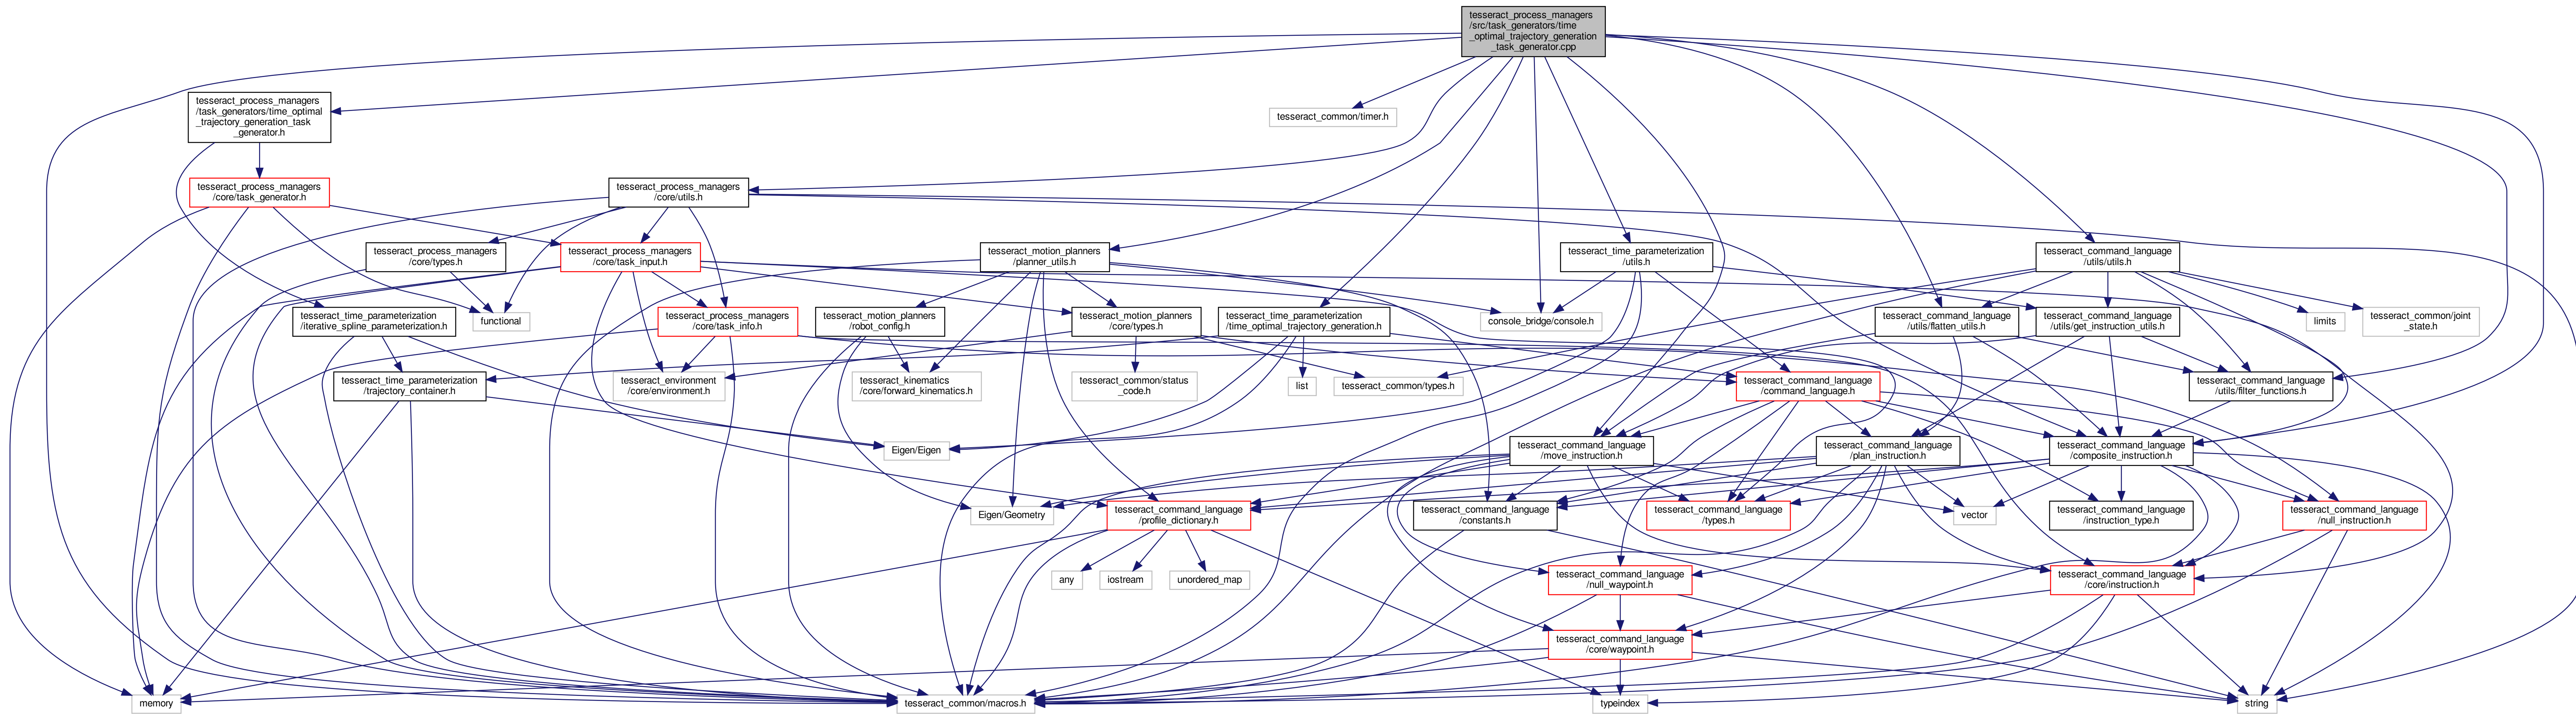 tesseract_process_managers
/src/task_generators/time
_optimal_trajectory_generation
_task_generator.cpp
tesseract_process_managers
/task_generators/time_optimal
_trajectory_generation_task
_generator.h
tesseract_common/timer.h
tesseract_process_managers
/core/task_generator.h
tesseract_process_managers
/core/utils.h
tesseract_process_managers
/core/types.h
tesseract_process_managers
/core/task_input.h
tesseract_motion_planners
/planner_utils.h
tesseract_time_parameterization
/utils.h
tesseract_command_language
/utils/utils.h
tesseract_time_parameterization
/iterative_spline_parameterization.h
functional
tesseract_process_managers
/core/task_info.h
tesseract_motion_planners
/robot_config.h
tesseract_motion_planners
/core/types.h
tesseract_time_parameterization
/time_optimal_trajectory_generation.h
console_bridge/console.h
tesseract_command_language
/utils/flatten_utils.h
tesseract_command_language
/utils/get_instruction_utils.h
limits
tesseract_common/joint
_state.h
tesseract_time_parameterization
/trajectory_container.h
tesseract_environment
/core/environment.h
tesseract_kinematics
/core/forward_kinematics.h
tesseract_common/status
_code.h
list
tesseract_common/types.h
tesseract_command_language
/command_language.h
tesseract_command_language
/utils/filter_functions.h
Eigen/Eigen
tesseract_command_language
/move_instruction.h
tesseract_command_language
/plan_instruction.h
tesseract_command_language
/composite_instruction.h
Eigen/Geometry
tesseract_command_language
/profile_dictionary.h
tesseract_command_language
/constants.h
tesseract_command_language
/types.h
vector
tesseract_command_language
/instruction_type.h
tesseract_command_language
/null_instruction.h
any
iostream
unordered_map
tesseract_command_language
/null_waypoint.h
tesseract_command_language
/core/instruction.h
tesseract_command_language
/core/waypoint.h
memory
tesseract_common/macros.h
typeindex
string